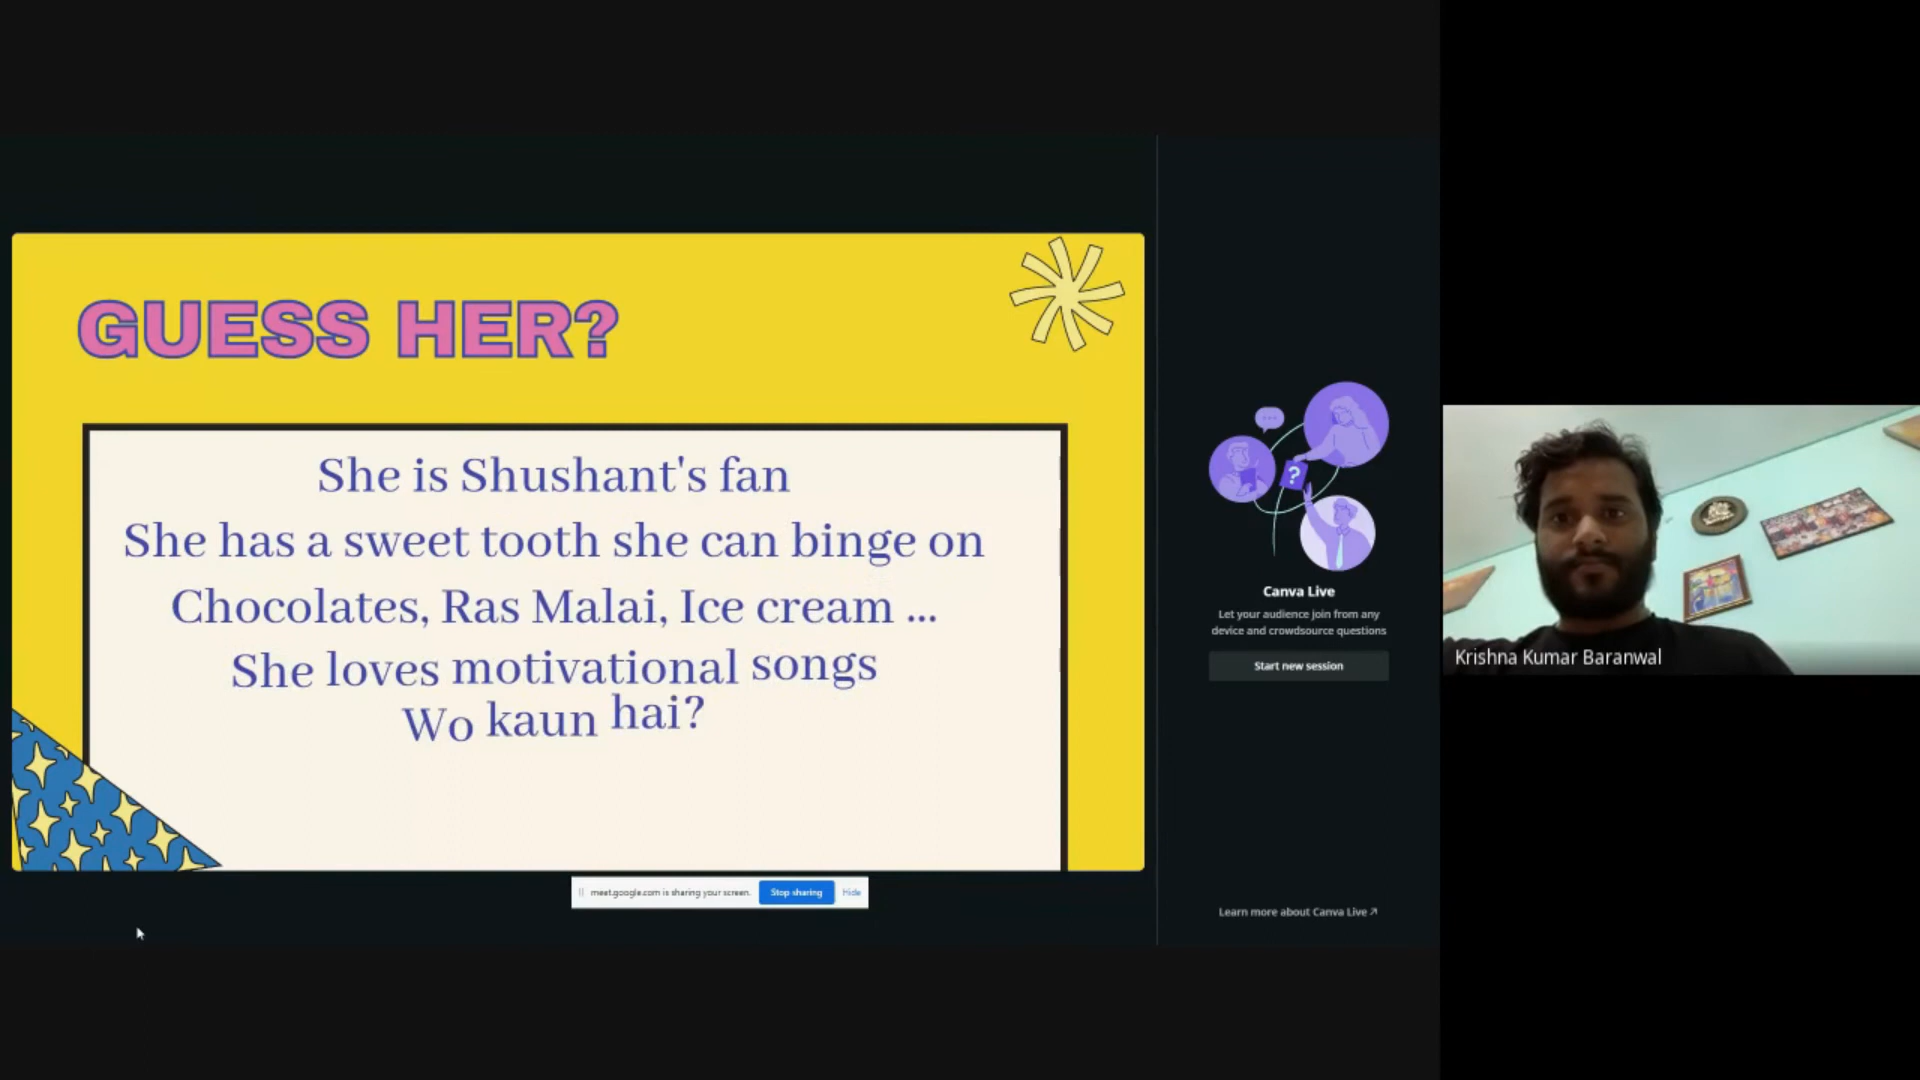 GUESS HER?
She is Shushant's fan
She has a sweet tooth she can binge on
Chocolates, Ras Malai, Ice cream ...
She loves motivational songs
Wo kaun hai?
?
Canva Live
Let your audience join from any
device and crowdsource questions
Start new session
Learn more about Canva Live ↗
meet.google.com is sharing your screen.
Stop sharing
Hide
Krishna Kumar Baranwal